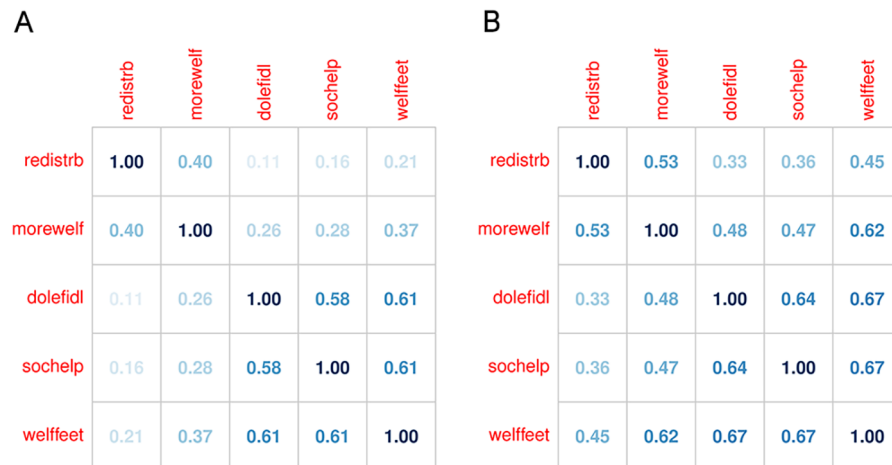 A
redistrb morewelf dolefidl sochelp welffeet
redistrb 1.00 0.40 0.11 0.16 0.21
morewelf 0.40 1.00 0.26 0.28 0.37
dolefidl 0.11 0.26 1.00 0.58 0.61
sochelp 0.16 0.28 0.58 1.00 0.61
welffeet 0.21 0.37 0.61 0.61 1.00
B
redistrb morewelf dolefidl sochelp welffeet
redistrb 1.00 0.53 0.33 0.36 0.45
morewelf 0.53 1.00 0.48 0.47 0.62
dolefidl 0.33 0.48 1.00 0.64 0.67
sochelp 0.36 0.47 0.64 1.00 0.67
welffeet 0.45 0.62 0.67 0.67 1.00